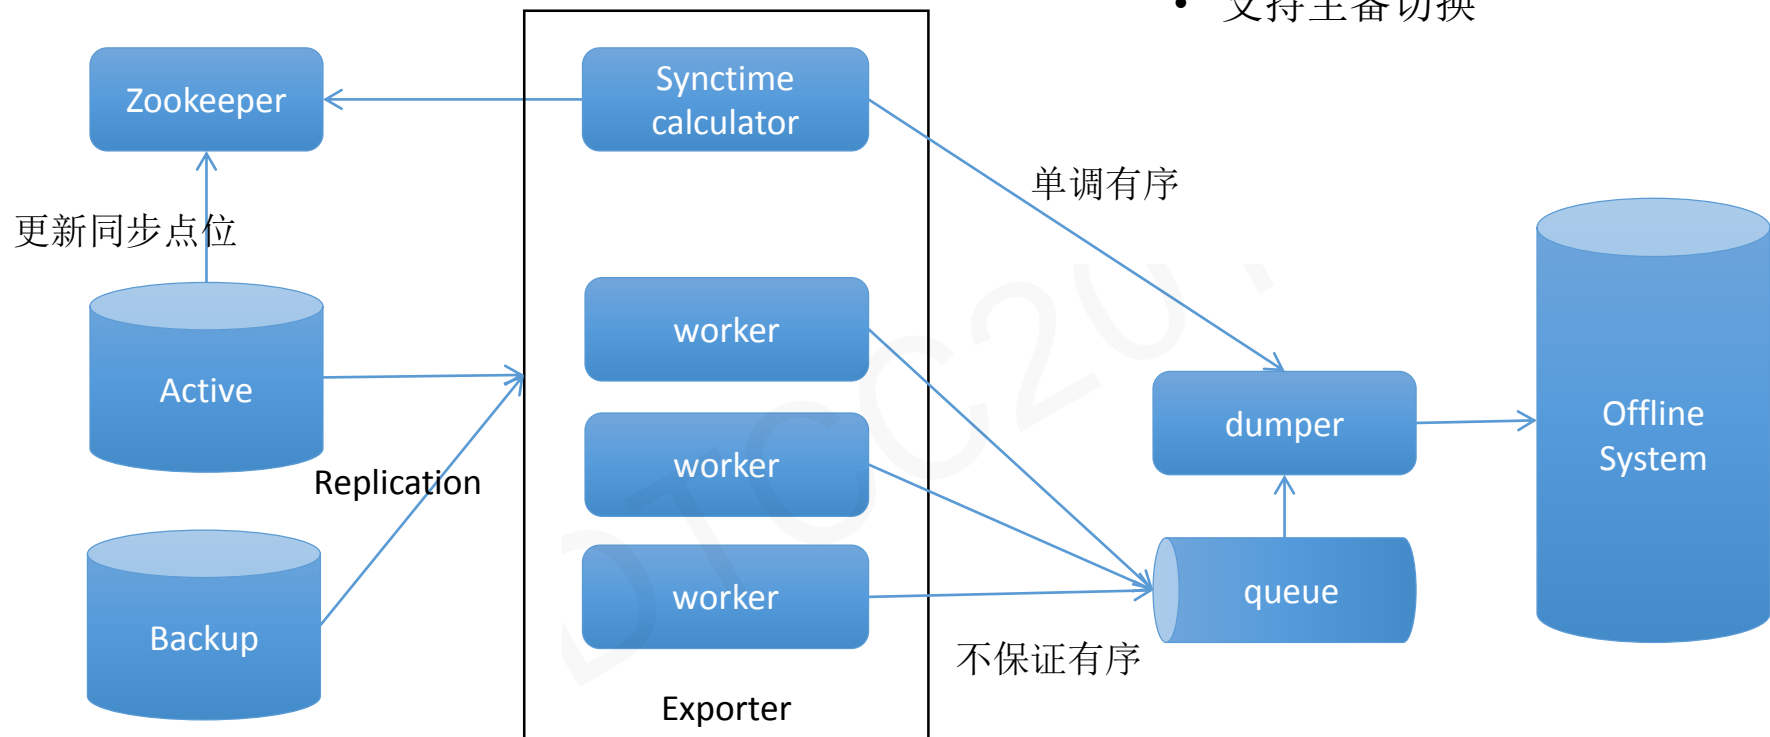 • 支持主备切换
Zookeeper
Synctime
calculator
单调有序
更新同步点位
worker
Active
worker
dumper
Offline
System
Replication
worker
queue
Backup
不保证有序
Exporter